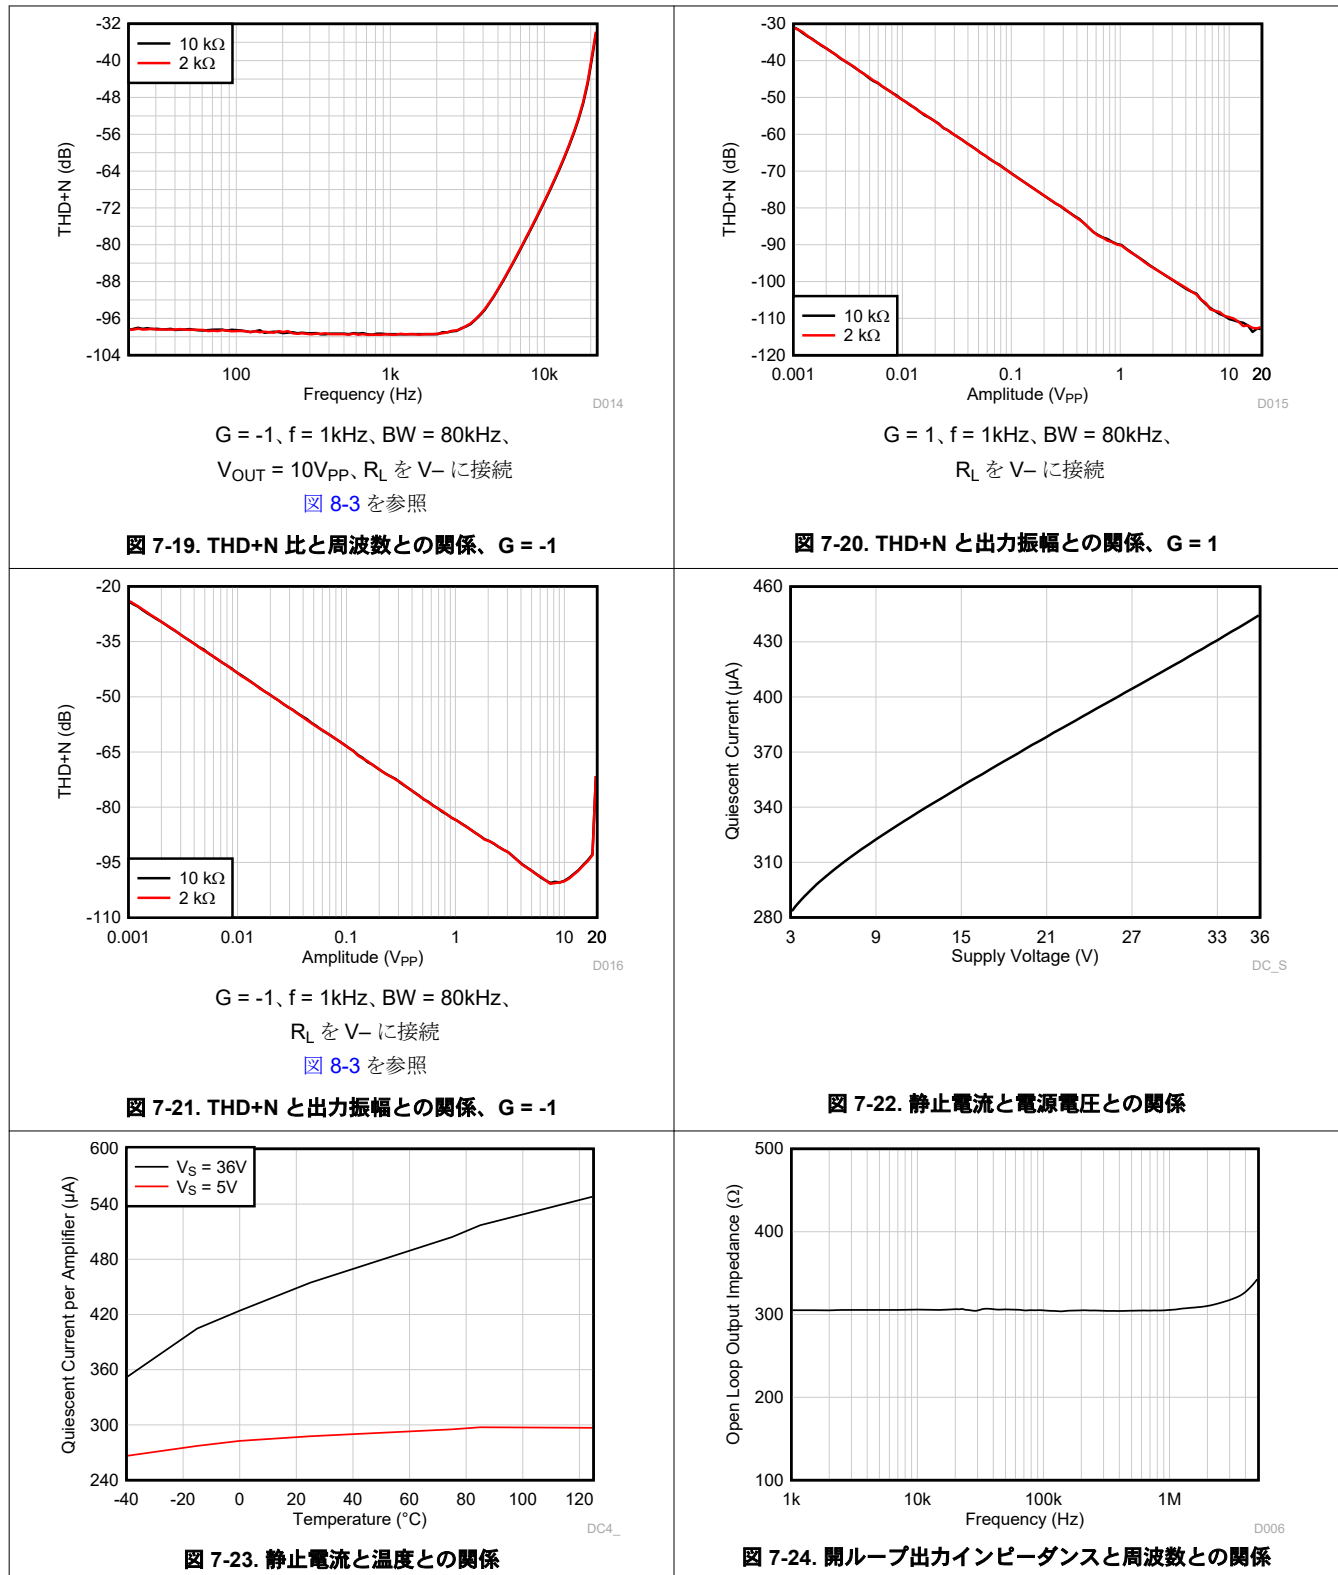 -32
-40
-48
-56
-64
-72
-80
-88
-96
-104
THD+N (dB)
10 kΩ
2 kΩ
100 1k 10k
Frequency (Hz)
D014
G = -1、f = 1kHz、BW = 80kHz、
VOUT = 10VPP、RL を V– に接続
図 8-3 を参照
図 7-19. THD+N 比と周波数との関係、G = -1
-30
-40
-50
-60
-70
-80
-90
-100
-110
-120
THD+N (dB)
10 kΩ
2 kΩ
0.001 0.01 0.1 1 10 20
Amplitude (VPP)
D015
G = 1、f = 1kHz、BW = 80kHz、
RL を V– に接続
図 7-20. THD+N と出力振幅との関係、G = 1
-20
-35
-50
-65
-80
-95
-110
THD+N (dB)
10 kΩ
2 kΩ
0.001 0.01 0.1 1 10 20
Amplitude (VPP)
D016
G = -1、f = 1kHz、BW = 80kHz、
RL を V– に接続
図 8-3 を参照
図 7-21. THD+N と出力振幅との関係、G = -1
460
430
400
370
340
310
280
Quiescent Current (µA)
3 9 15 21 27 33 36
Supply Voltage (V)
DC_S
図 7-22. 静止電流と電源電圧との関係
600
540
480
420
360
300
240
Quiescent Current per Amplifier (µA)
VS = 36V
VS = 5V
-40 -20 0 20 40 60 80 100 120
Temperature (°C)
DC4_
図 7-23. 静止電流と温度との関係
500
400
300
200
100
Open Loop Output Impedance (Ω)
1k 10k 100k 1M
Frequency (Hz)
D006
図 7-24. 開ループ出力インピーダンスと周波数との関係